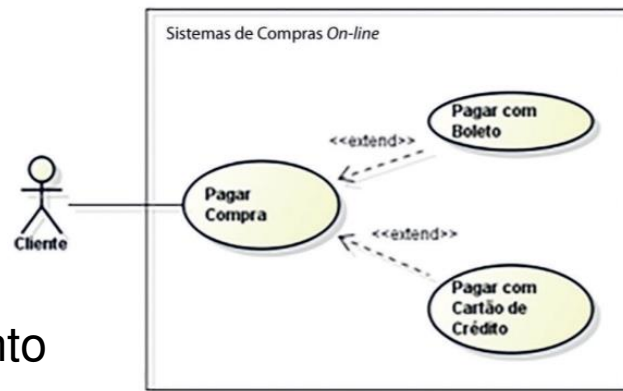 Sistemas de Compras On-line
Pagar com
Boleto
<<extend>>
Pagar
Compra
Cliente
<<extend>>
Pagar com
Cartão de
Crédito
nto